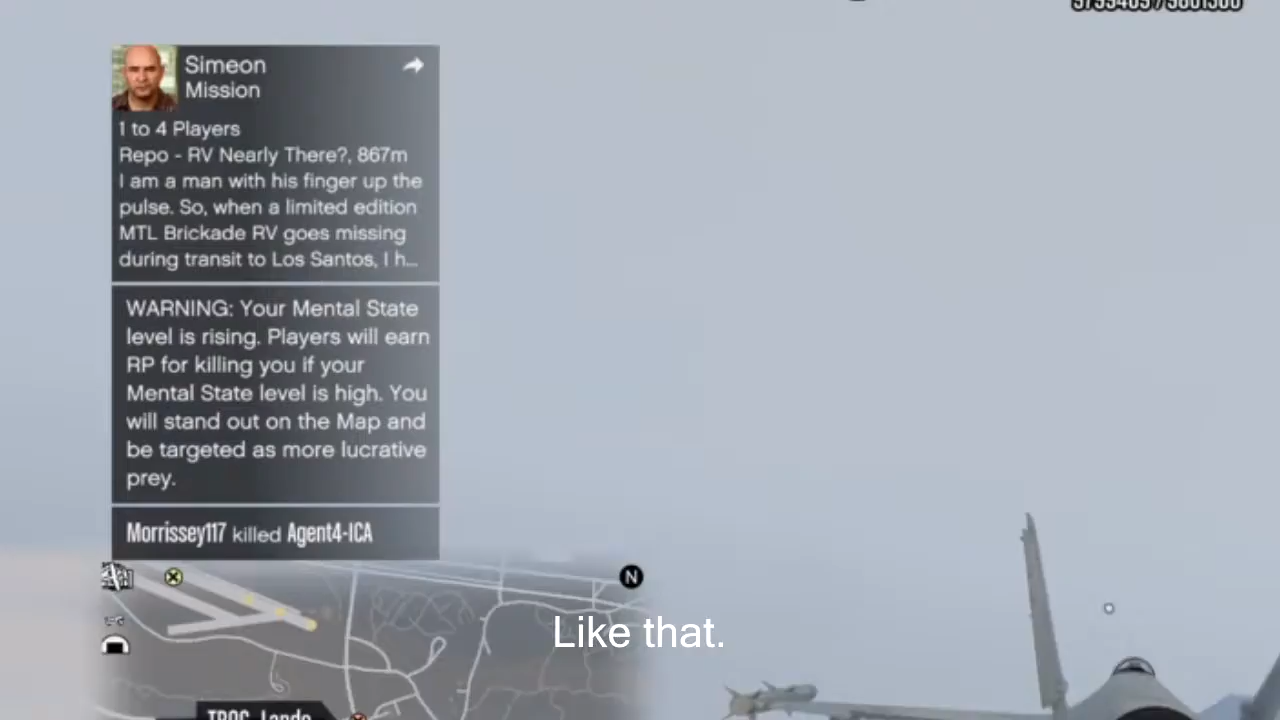 Simeon
Mission
1 to 4 Players
Repo - RV Nearly There?, 867m
I am a man with his finger up the
pulse. So, when a limited edition
MTL Brickade RV goes missing
during transit to Los Santos, I h...
WARNING: Your Mental State
level is rising. Players will earn
RP for killing you if your
Mental State level is high. You
will stand out on the Map and
be targeted as more lucrative
prey.
Morrissey117 killed Agent4-ICA
N
Like that.